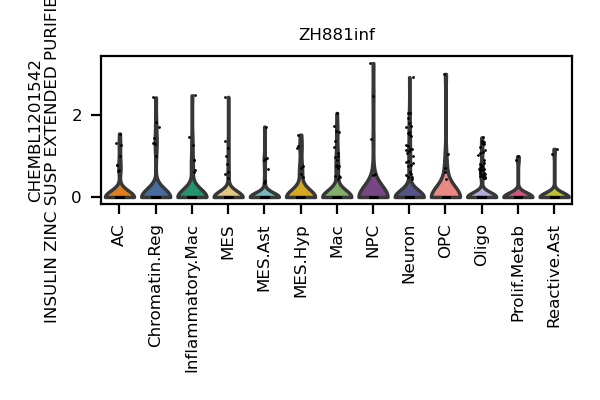 ZH881inf
CHEMBL1201542
INSULIN ZINC SUSP EXTENDED PURIFIE
2
0
AC
Chromatin.Reg
Inflammatory.Mac
MES
MES.Ast
MES.Hyp
Mac
NPC
Neuron
OPC
Oligo
Prolif.Metab
Reactive.Ast